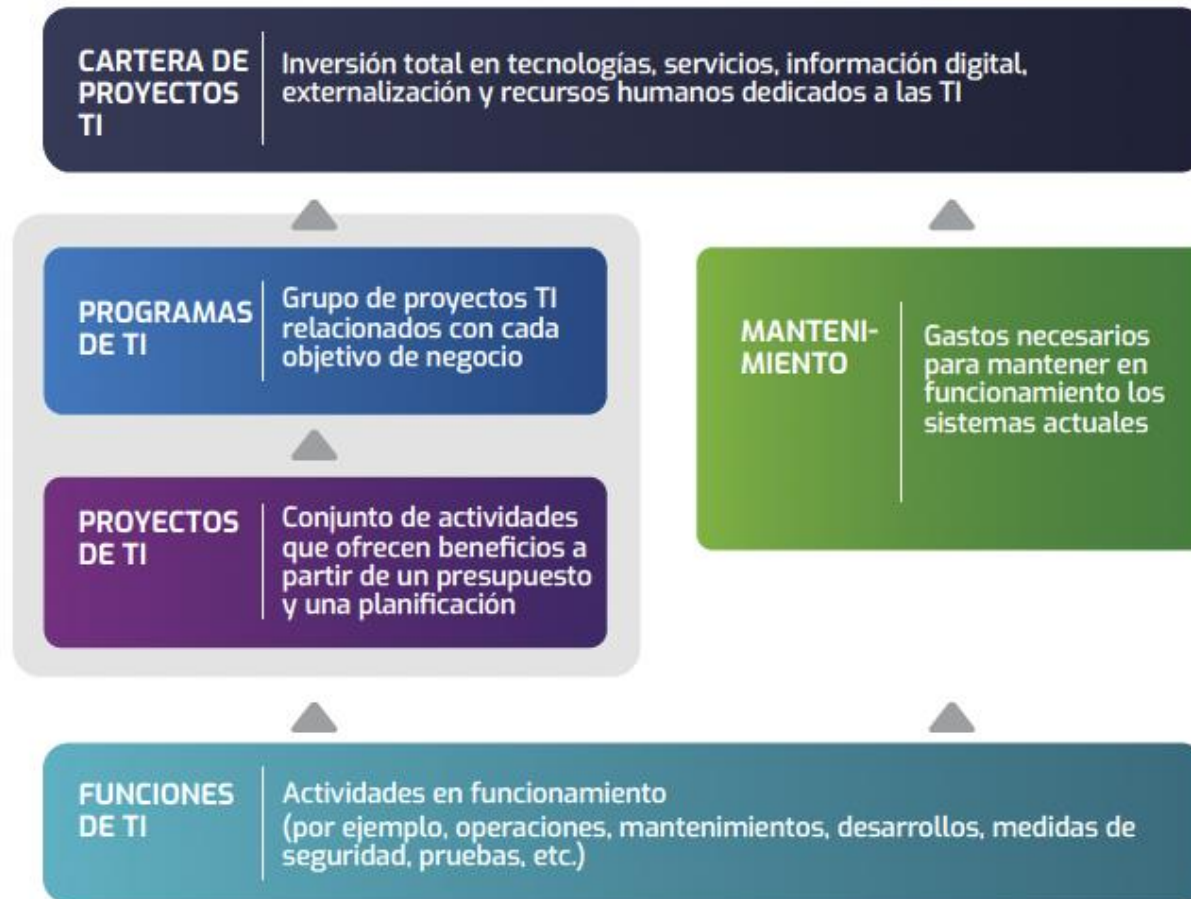 CARTERA DE
PROYECTOS
TI
Inversión total en tecnologías, servicios, información digital,
externalización y recursos humanos dedicados a las TI
PROGRAMAS
DE TI
Grupo de proyectos TI
relacionados con cada
objetivo de negocio
MANTENI-
MIENTO
Gastos necesarios
para mantener en
funcionamiento los
sistemas actuales
PROYECTOS
DE TI
Conjunto de actividades
que ofrecen beneficios a
partir de un presupuesto
y una planificación
FUNCIONES
DE TI
Actividades en funcionamiento
(por ejemplo, operaciones, mantenimientos, desarrollos, medidas de
seguridad, pruebas, etc.)